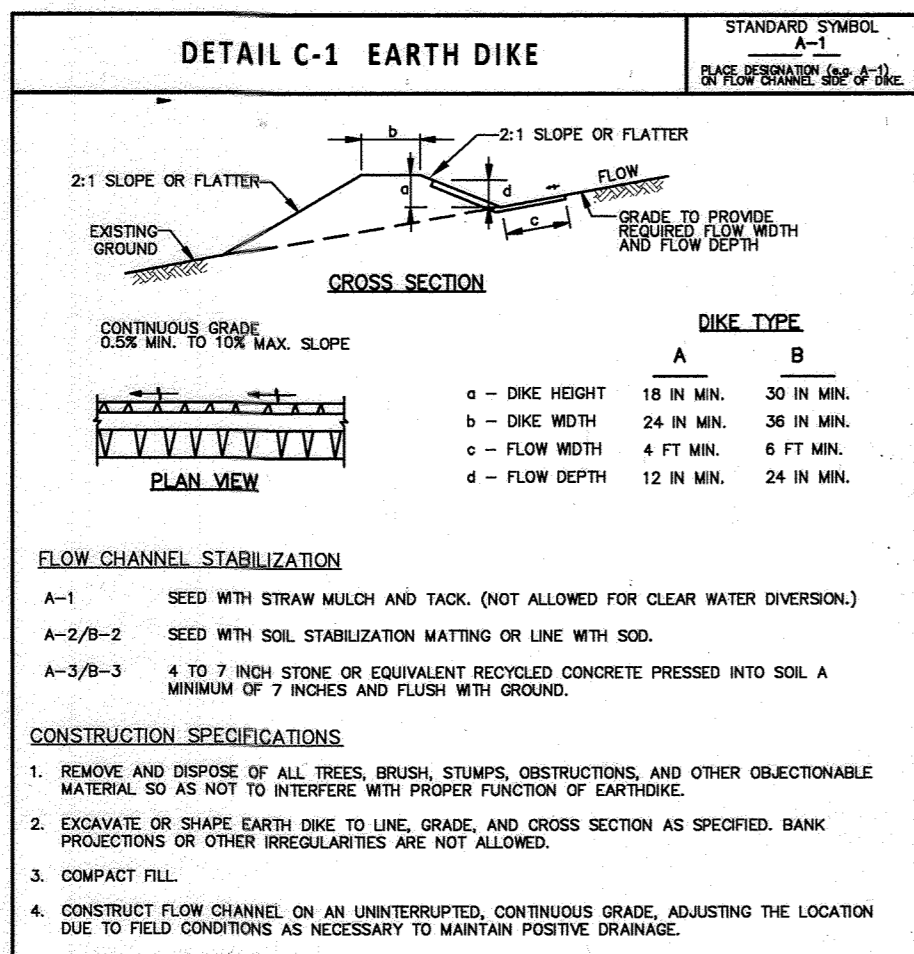 DETAIL C-1 EARTH DIKE
STANDARD SYMBOL
A-1
PLACE DESIGNATION (e.g. A-1)
ON FLOW CHANNEL SIDE OF DIKE.
b
2:1 SLOPE OR FLATTER
2:1 SLOPE OR FLATTER
a
d
FLOW
c
EXISTING
GROUND
GRADE TO PROVIDE
REQUIRED FLOW WIDTH
AND FLOW DEPTH
CROSS SECTION
CONTINUOUS GRADE
0.5% MIN. TO 10% MAX. SLOPE
PLAN VIEW
DIKE TYPE
A B
a - DIKE HEIGHT 18 IN MIN. 30 IN MIN.
b - DIKE WIDTH 24 IN MIN. 36 IN MIN.
c - FLOW WIDTH 4 FT MIN. 6 FT MIN.
d - FLOW DEPTH 12 IN MIN. 24 IN MIN.
FLOW CHANNEL STABILIZATION
A-1 SEED WITH STRAW MULCH AND TACK. (NOT ALLOWED FOR CLEAR WATER DIVERSION.)
A-2/B-2 SEED WITH SOIL STABILIZATION MATTING OR LINE WITH SOD.
A-3/B-3 4 TO 7 INCH STONE OR EQUIVALENT RECYCLED CONCRETE PRESSED INTO SOIL A
MINIMUM OF 7 INCHES AND FLUSH WITH GROUND.
CONSTRUCTION SPECIFICATIONS
1. REMOVE AND DISPOSE OF ALL TREES, BRUSH, STUMPS, OBSTRUCTIONS, AND OTHER OBJECTIONABLE
MATERIAL SO AS NOT TO INTERFERE WITH PROPER FUNCTION OF EARTHDIKE.
2. EXCAVATE OR SHAPE EARTH DIKE TO LINE, GRADE, AND CROSS SECTION AS SPECIFIED. BANK
PROJECTIONS OR OTHER IRREGULARITIES ARE NOT ALLOWED.
3. COMPACT FILL.
4. CONSTRUCT FLOW CHANNEL ON AN UNINTERRUPTED, CONTINUOUS GRADE, ADJUSTING THE LOCATION
DUE TO FIELD CONDITIONS AS NECESSARY TO MAINTAIN POSITIVE DRAINAGE.